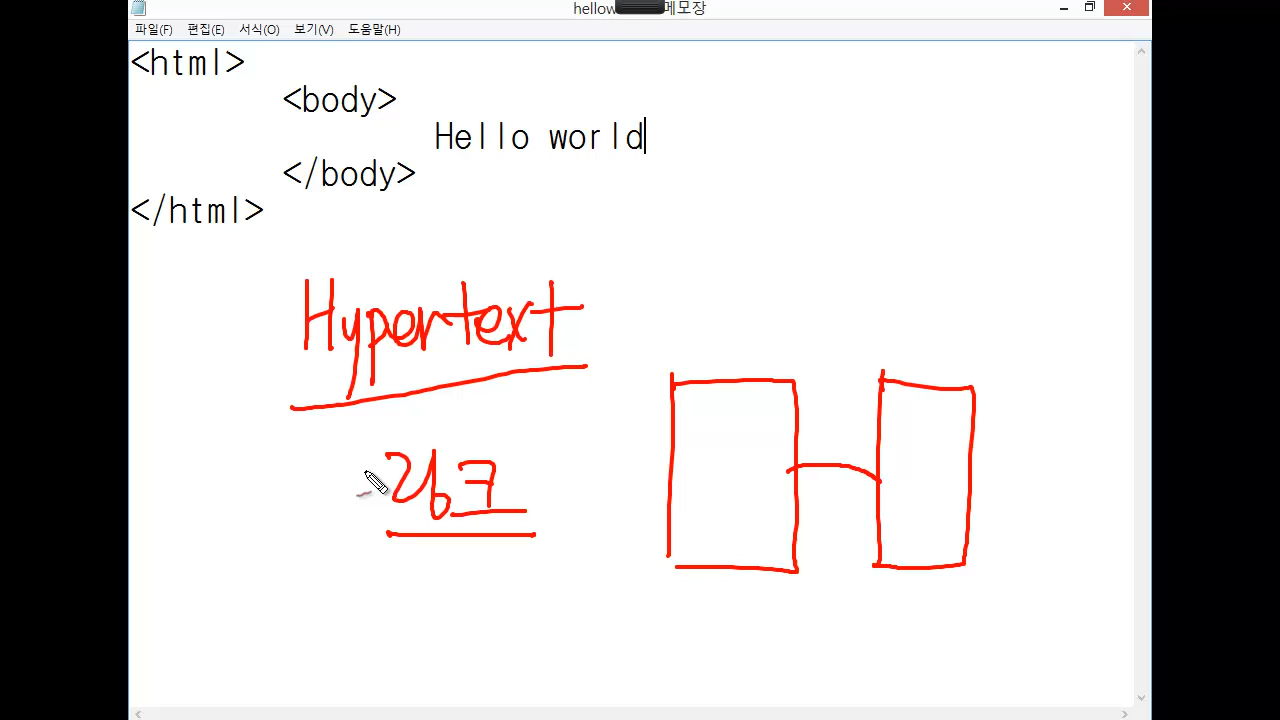 hellow 메모장
파일(F) 편집(E) 서식(O) 보기(V) 도움말(H)
<html>
<body>
Hello world
</body>
</html>
Hypertext
링크